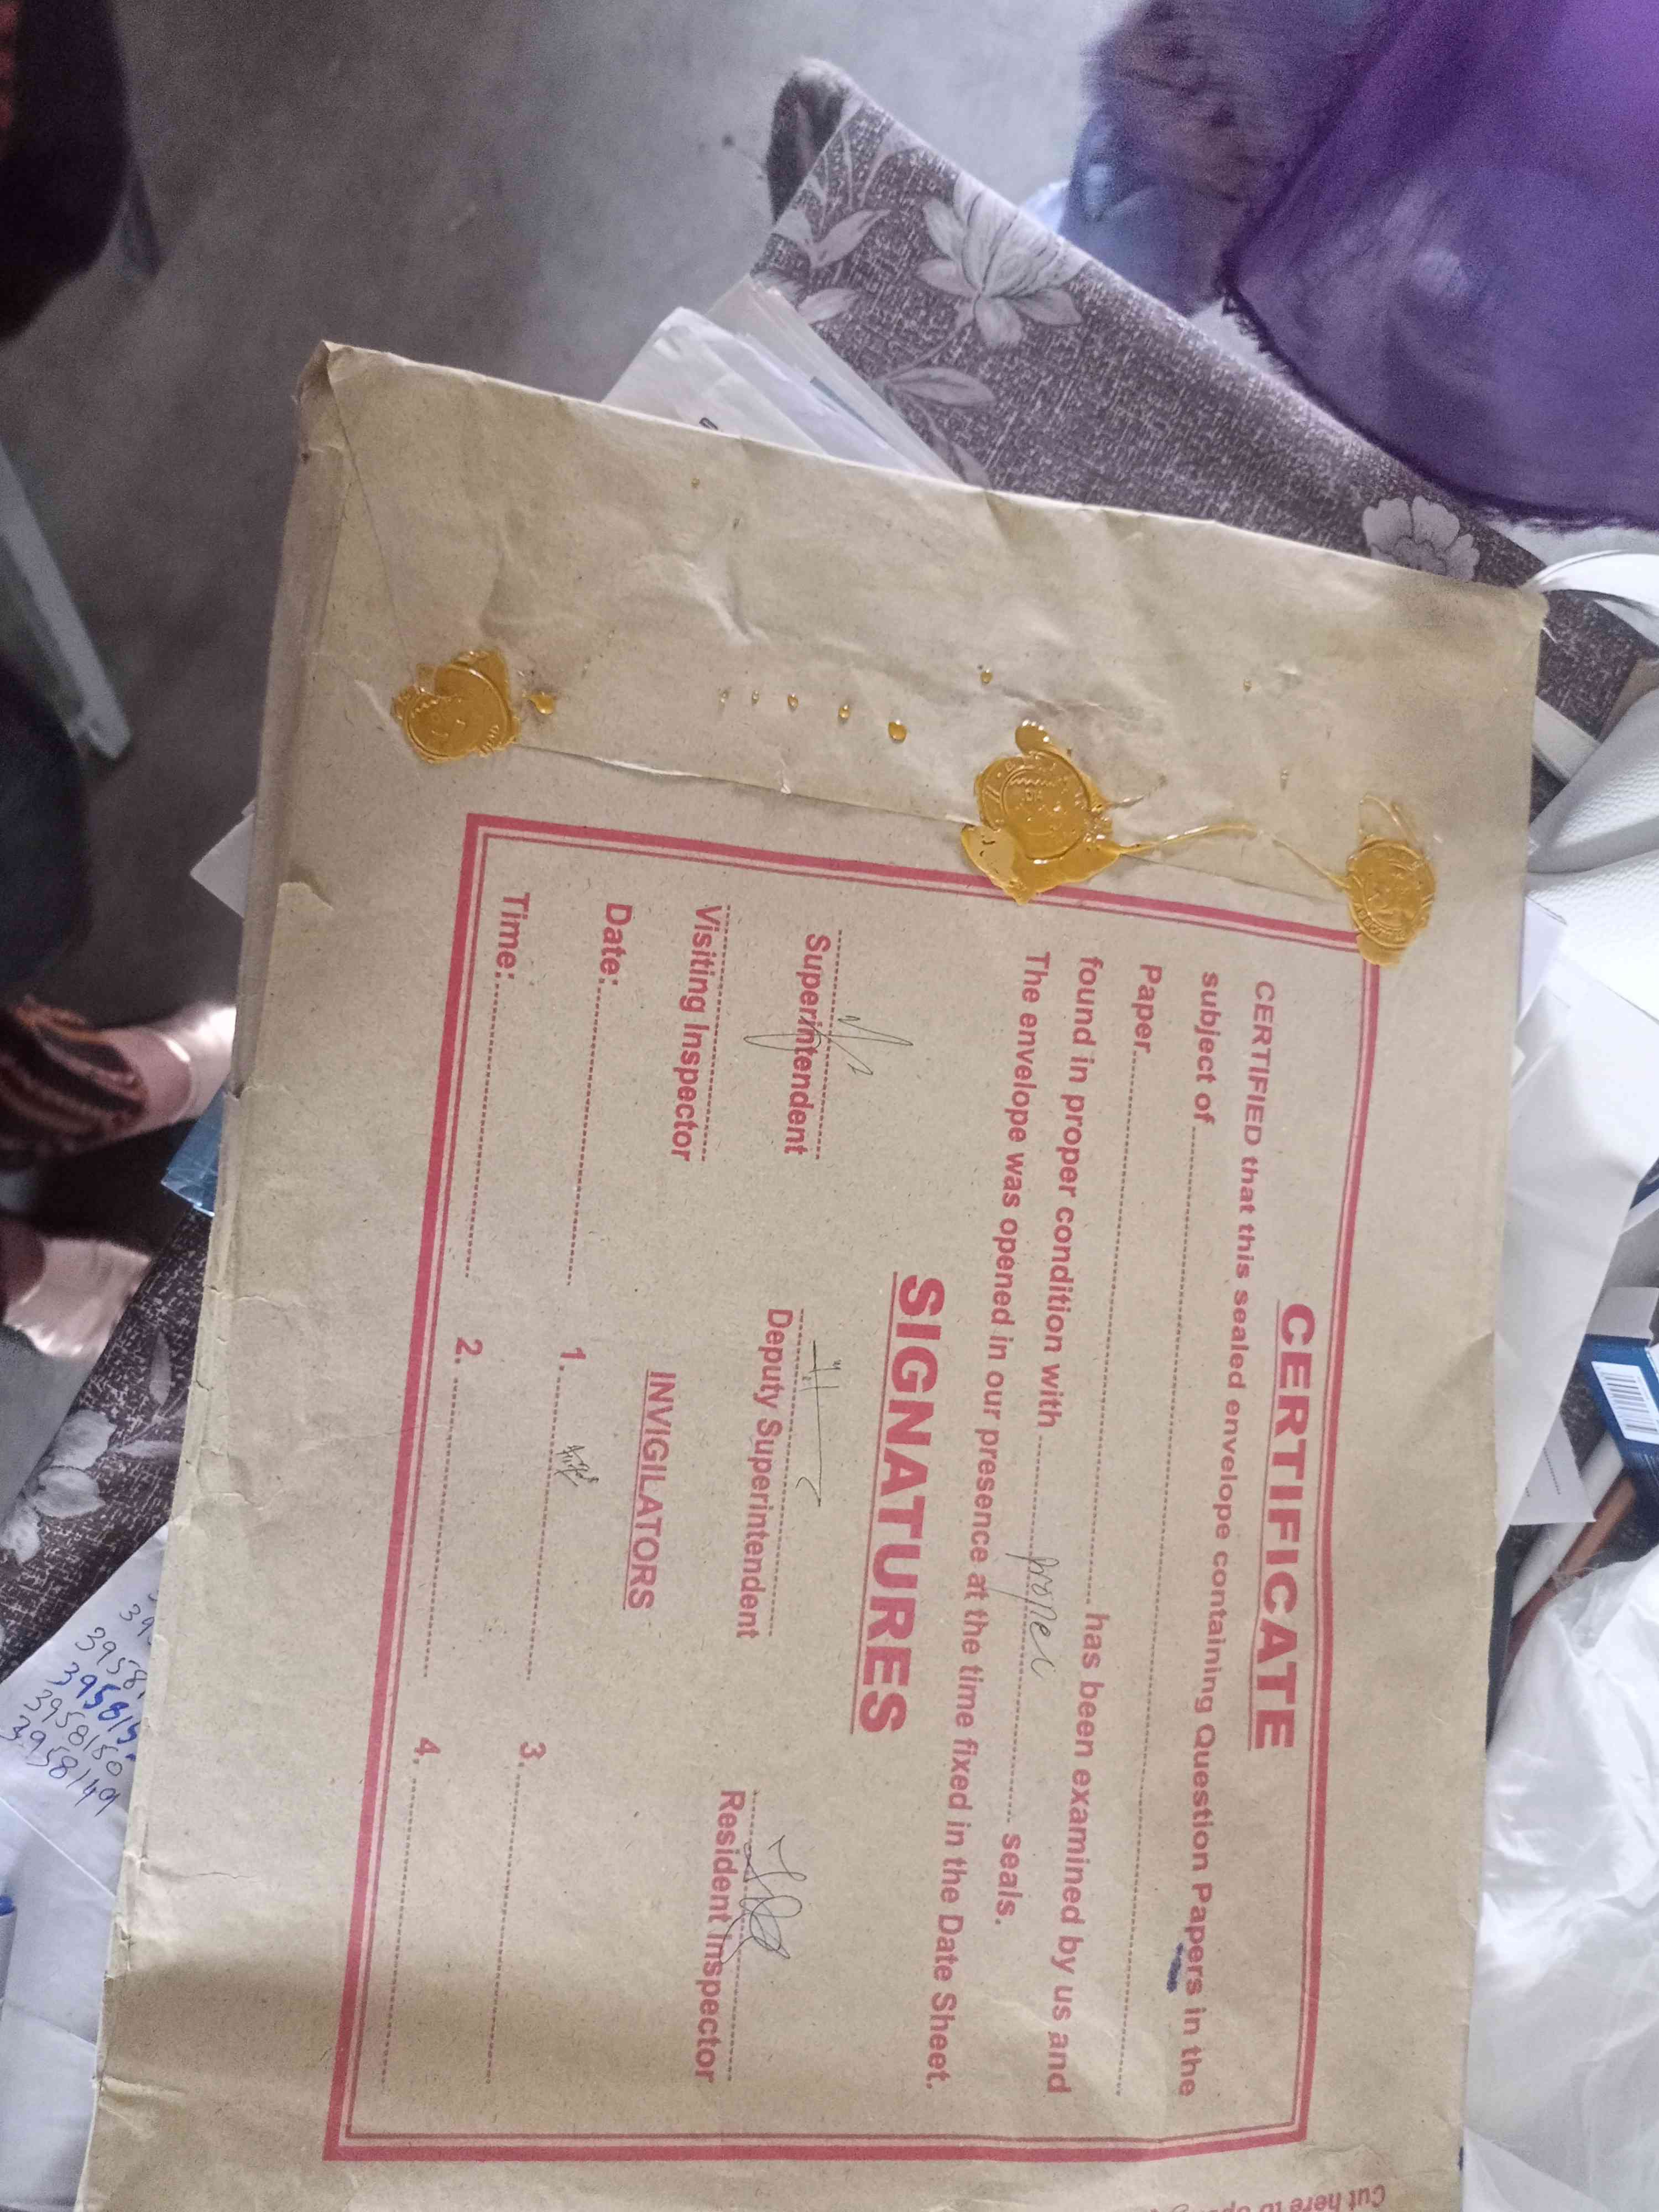 CERTIFICATE
CERTIFIED that this sealed envelope containing Question Papers in the
subject of
Paper has been examined by us and
found in proper condition with proper seals.
The envelope was opened in our presence at the time fixed in the Date Sheet.
SIGNATURES
Superintendent Deputy Superintendent Resident Inspector
Visiting Inspector
INVIGILATORS
Date: 1. 3.
Time: 2. 4.
Cut here to
3958150
3958149